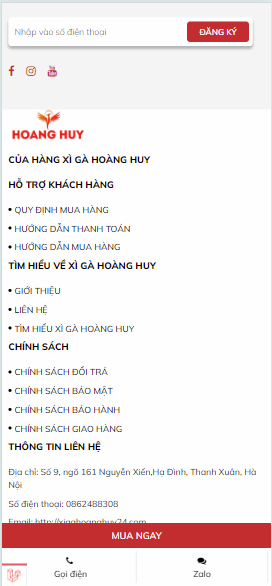 Nhập vào số điện thoại
ĐĂNG KÝ
HOANG HUY
CỦA HÀNG XÌ GÀ HOÀNG HUY
HỖ TRỢ KHÁCH HÀNG
QUY ĐỊNH MUA HÀNG
HƯỚNG DẪN THANH TOÁN
HƯỚNG DẪN MUA HÀNG
TÌM HIỂU VỀ XÌ GÀ HOÀNG HUY
GIỚI THIỆU
LIÊN HỆ
TÌM HIỂU XÌ GÀ HOÀNG HUY
CHÍNH SÁCH
CHÍNH SÁCH ĐỔI TRẢ
CHÍNH SÁCH BẢO MẬT
CHÍNH SÁCH BẢO HÀNH
CHÍNH SÁCH GIAO HÀNG
THÔNG TIN LIÊN HỆ
Địa chỉ: Số 9, ngõ 161 Nguyễn Xiển,Hạ Đình, Thanh Xuân, Hà
Nội
Số điện thoại: 0862488308
Email: http://xigahoanghuy24.com
MUA NGAY
Gọi điện
Zalo